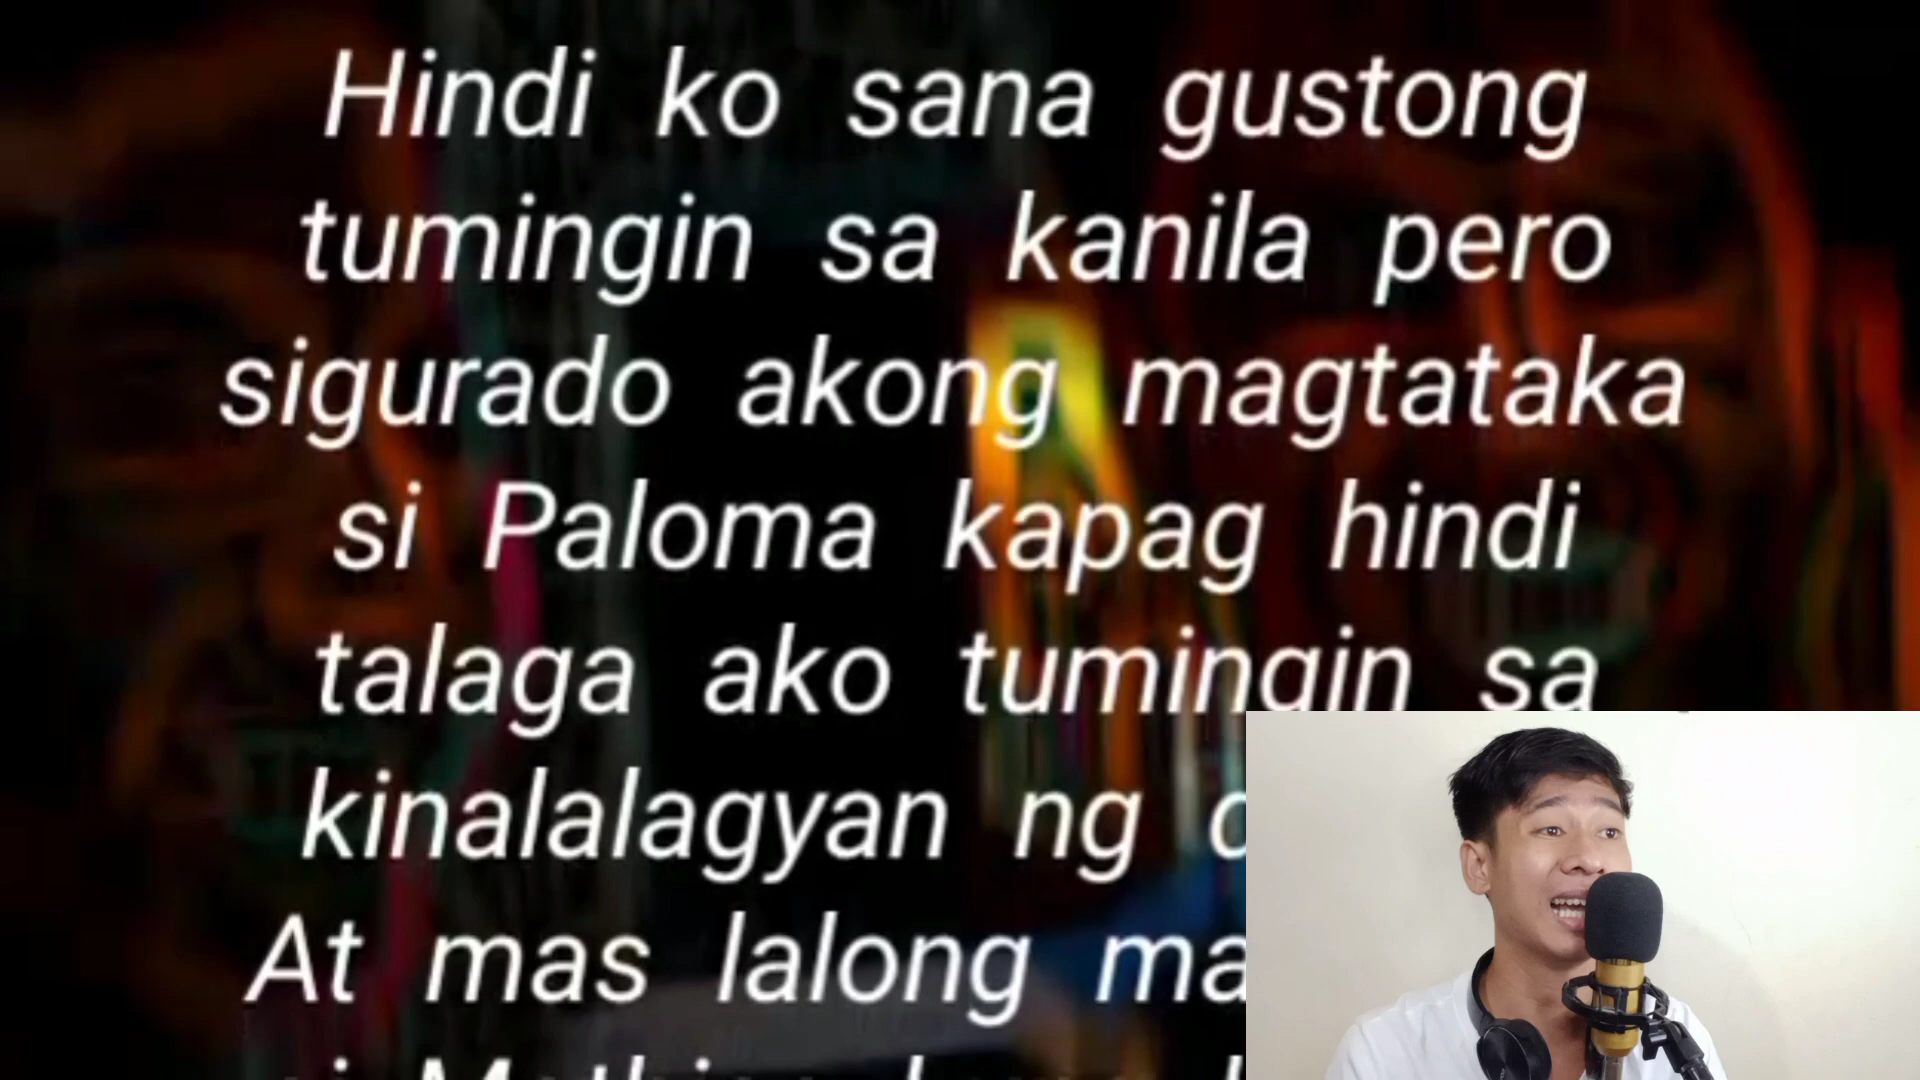 Hindi ko sana gustong
tumingin sa kanila pero
sigurado akong magtataka
si Paloma kapag hindi
talaga ako tumingin sa
kinalalagyan ng
At mas lalong